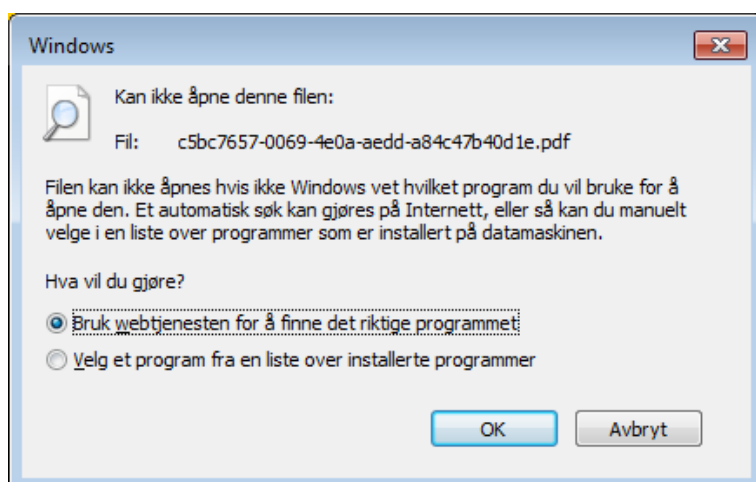 Windows
Kan ikke åpne denne filen:
Fil: c5bc7657-0069-4e0a-aedd-a84c47b40d1e.pdf
Filen kan ikke åpnes hvis ikke Windows vet hvilket program du vil bruke for å
åpne den. Et automatisk søk kan gjøres på Internett, eller så kan du manuelt
velge i en liste over programmer som er installert på datamaskinen.
Hva vil du gjøre?
Bruk webtjenesten for å finne det riktige programmet
Velg et program fra en liste over installerte programmer
OK Avbryt